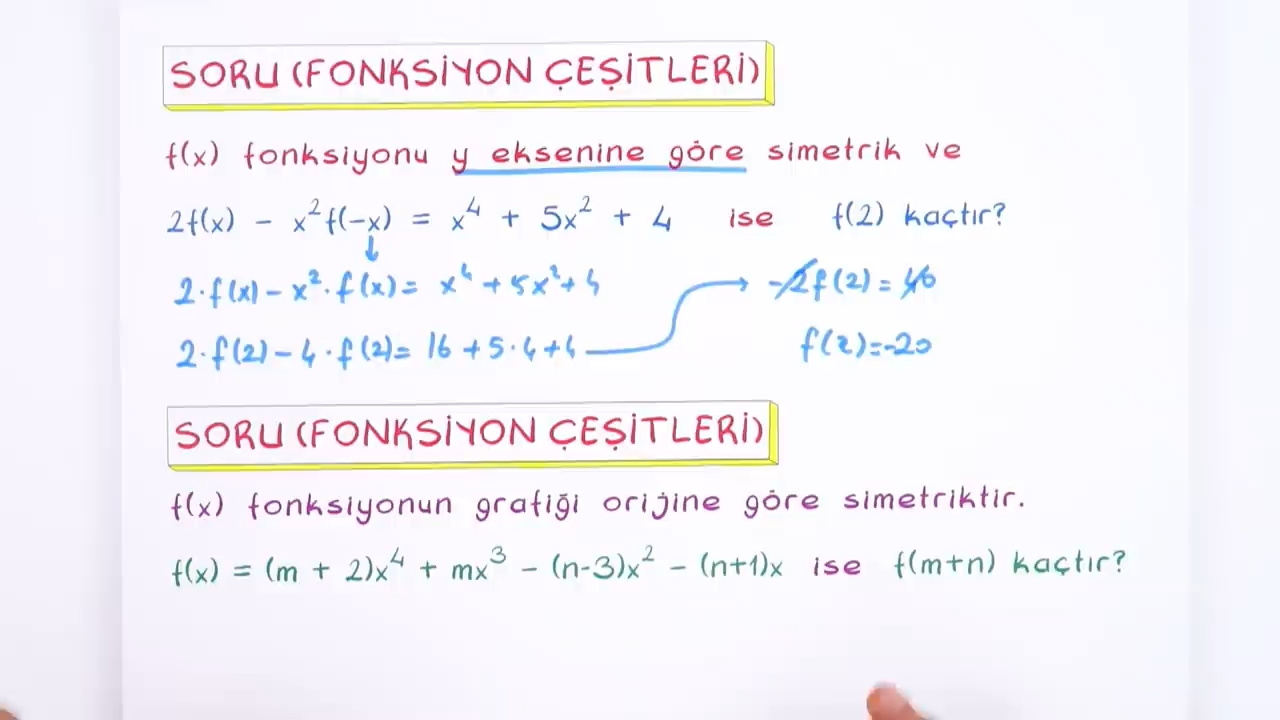 SORU (FONKSİYON ÇEŞİTLERİ)
f(x) fonksiyonu y eksenine göre simetrik ve
2f(x) - x²f(-x) = x⁴ + 5x² + 4 ise f(2) kaçtır?
2·f(x) - x²·f(x) = x⁴ + 5x² + 4
-2f(2) = 40
2·f(2) - 4·f(2) = 16 + 5·4 + 4
f(2) = -20
SORU (FONKSİYON ÇEŞİTLERİ)
f(x) fonksiyonun grafiği orijine göre simetriktir.
f(x) = (m + 2)x⁴ + mx³ - (n-3)x² - (n+1)x ise f(m+n) kaçtır?